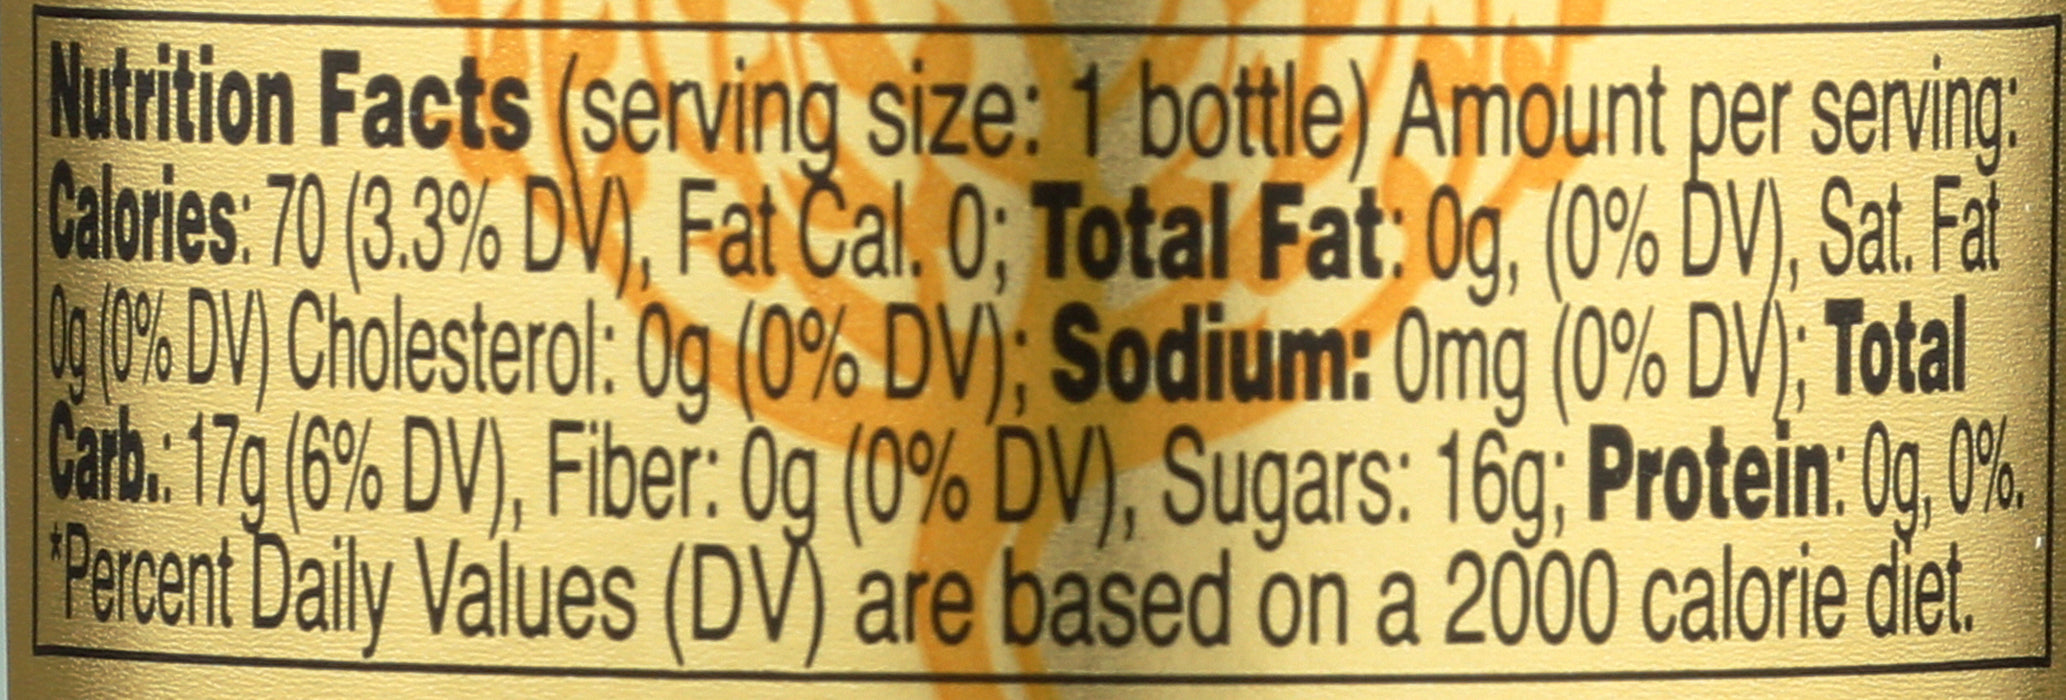 Nutrition Facts (serving size: 1 bottle) Amount per serving:
Calories: 70 (3.3% DV), Fat Cal. 0; Total Fat: 0g, (0% DV), Sat. Fat
0g (0% DV) Cholesterol: 0g (0% DV); Sodium: 0mg (0% DV); Total
Carb.: 17g (6% DV), Fiber: 0g (0% DV), Sugars: 16g; Protein: 0g, 0%.
*Percent Daily Values (DV) are based on a 2000 calorie diet.